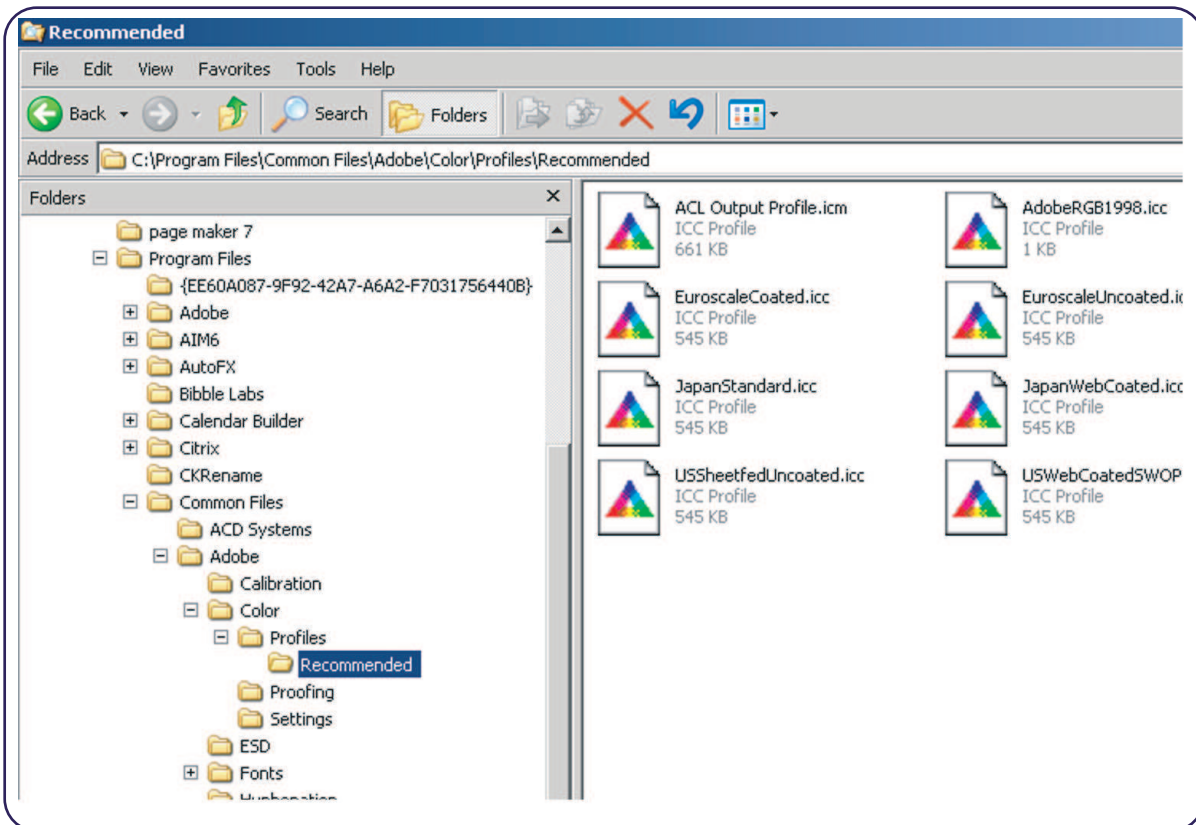 Recommended
File Edit View Favorites Tools Help
Back Search Folders
Address C:\Program Files\Common Files\Adobe\Color\Profiles\Recommended
Folders
page maker 7
Program Files
{EE60A087-9F92-42A7-A6A2-F7031756440B}
Adobe
AIM6
AutoFX
Bibble Labs
Calendar Builder
Citrix
CKRename
Common Files
ACD Systems
Adobe
Calibration
Color
Profiles
Recommended
Proofing
Settings
ESD
Fonts
ACL Output Profile.icm
ICC Profile
661 KB
AdobeRGB1998.icc
ICC Profile
1 KB
EuroscaleCoated.icc
ICC Profile
545 KB
EuroscaleUncoated.ic
ICC Profile
545 KB
JapanStandard.icc
ICC Profile
545 KB
JapanWebCoated.icc
ICC Profile
545 KB
USSheetfedUncoated.icc
ICC Profile
545 KB
USWebCoatedSWOP
ICC Profile
545 KB